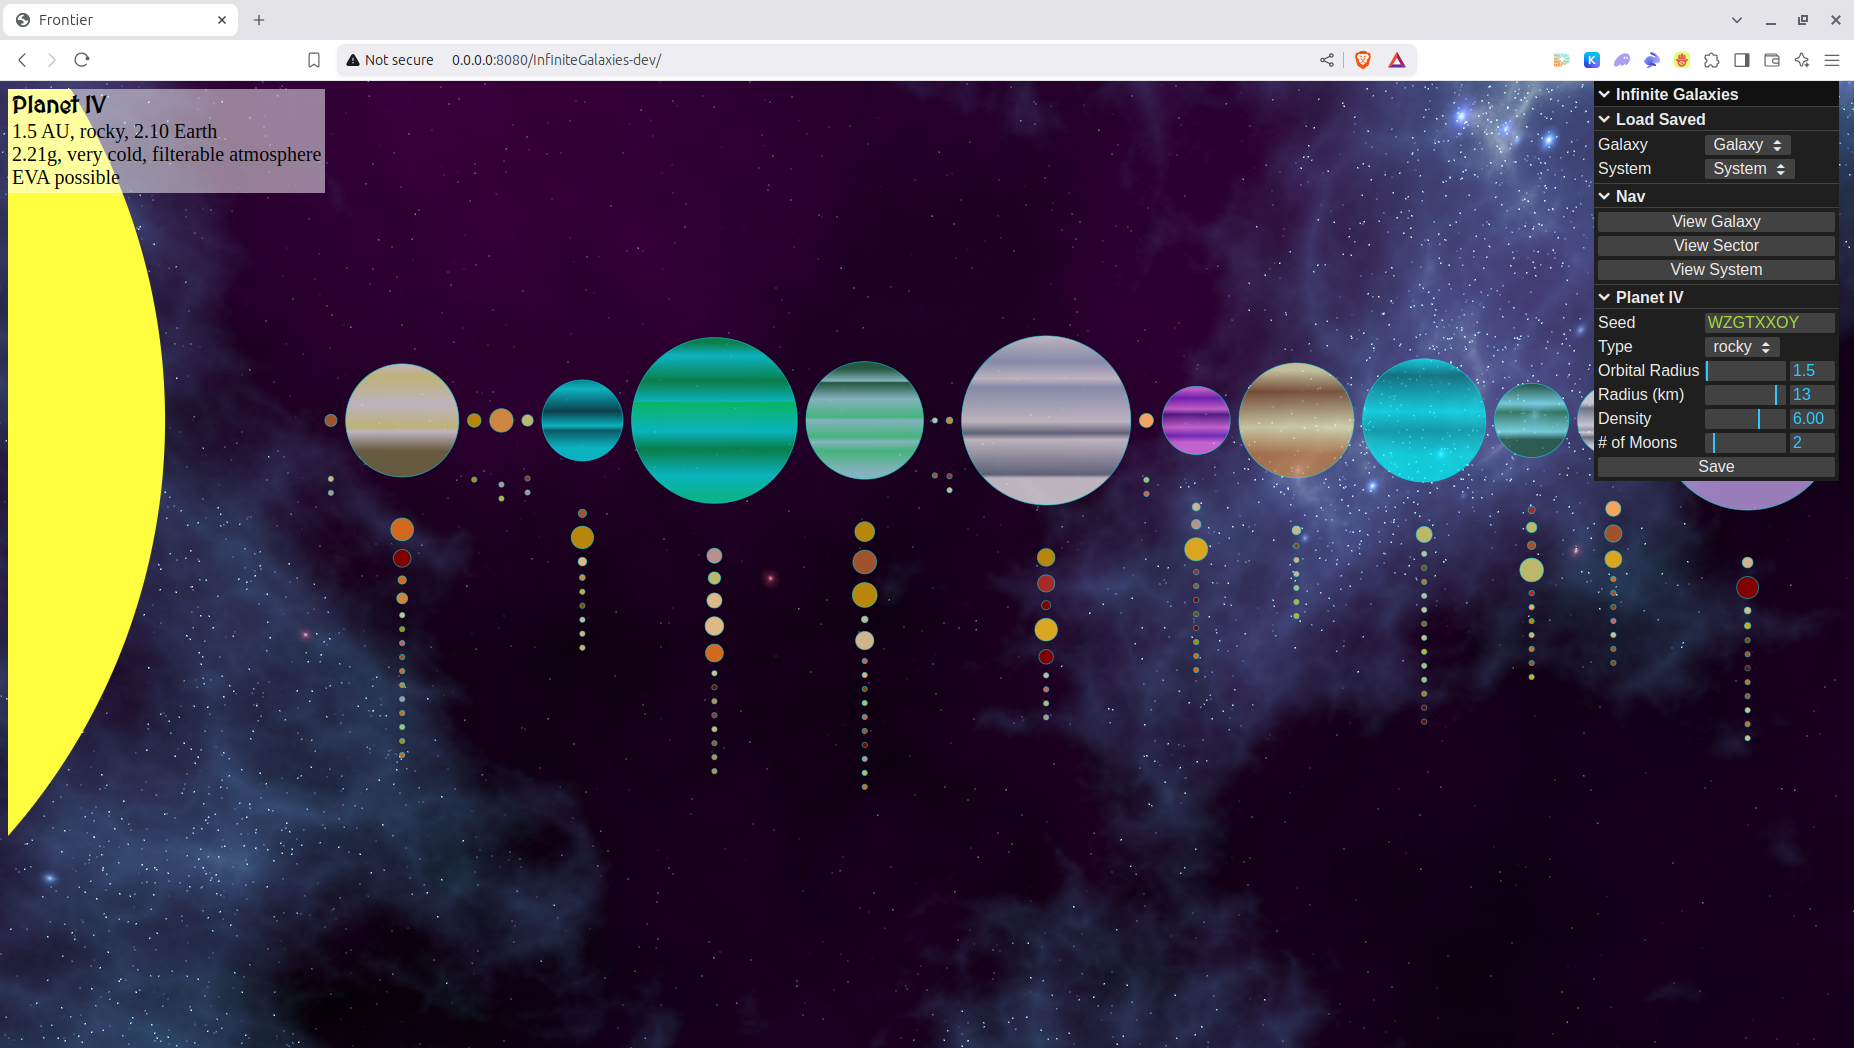 Frontier
Not secure 0.0.0.0:8080/InfiniteGalaxies-dev/
K
Planet IV
1.5 AU, rocky, 2.10 Earth
2.21g, very cold, filterable atmosphere
EVA possible
Infinite Galaxies
Load Saved
Galaxy Galaxy
System System
Nav
View Galaxy
View Sector
View System
Planet IV
Seed WZGTXXOY
Type rocky
Orbital Radius 1.5
Radius (km) 13
Density 6.00
# of Moons 2
Save